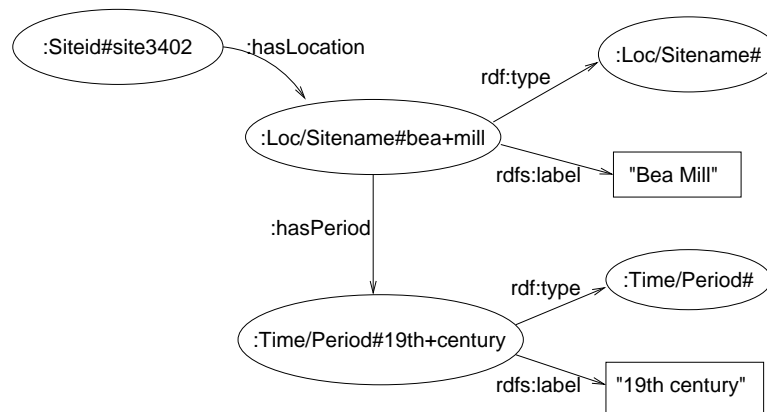 :Siteid#site3402
:hasLocation
:Loc/Sitename#
rdf:type
:Loc/Sitename#bea+mill
rdfs:label
"Bea Mill"
:hasPeriod
rdf:type
:Time/Period#
:Time/Period#19th+century
rdfs:label
"19th century"